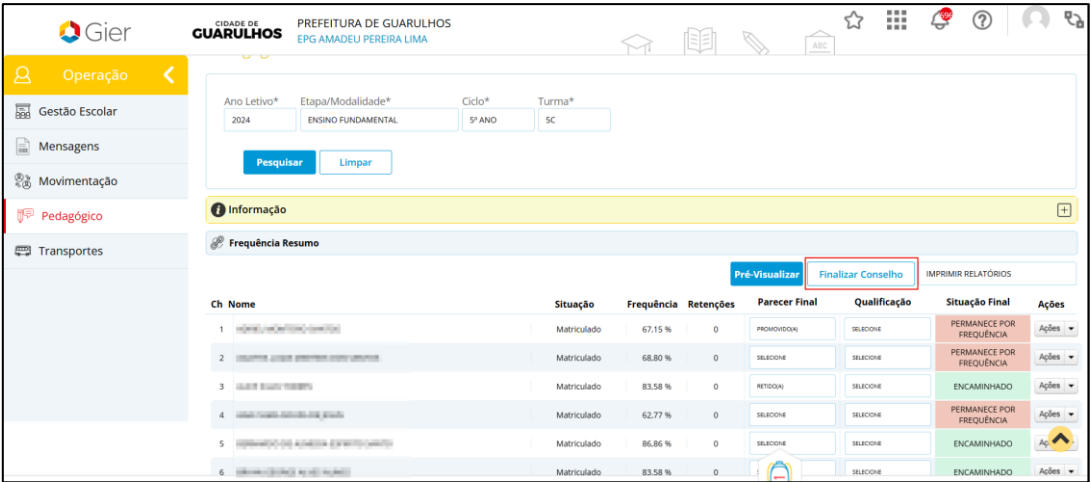 Gier
CIDADE DE
GUARULHOS
PREFEITURA DE GUARULHOS
EPG AMADEU PEREIRA LIMA
ABC
Operação
Gestão Escolar
Mensagens
Movimentação
Pedagógico
Transportes
Ano Letivo* Etapa/Modalidade* Ciclo* Turma*
2024 ENSINO FUNDAMENTAL 5º ANO 5C
Pesquisar Limpar
Informação
Frequência Resumo
Pré-Visualizar Finalizar Conselho IMPRIMIR RELATÓRIOS
Ch Nome Situação Frequência Retenções Parecer Final Qualificação Situação Final Ações
1 Matriculado 67,15 % 0 PROMOVIDO(A) SELECIONE PERMANECE POR FREQUÊNCIA Ações
2 Matriculado 68,80 % 0 SELECIONE SELECIONE PERMANECE POR FREQUÊNCIA Ações
3 Matriculado 83,58 % 0 RETIDO(A) SELECIONE ENCAMINHADO Ações
4 Matriculado 62,77 % 0 SELECIONE SELECIONE PERMANECE POR FREQUÊNCIA Ações
5 Matriculado 86,86 % 0 SELECIONE SELECIONE ENCAMINHADO
6 Matriculado 83,58 % 0 SELECIONE ENCAMINHADO Ações